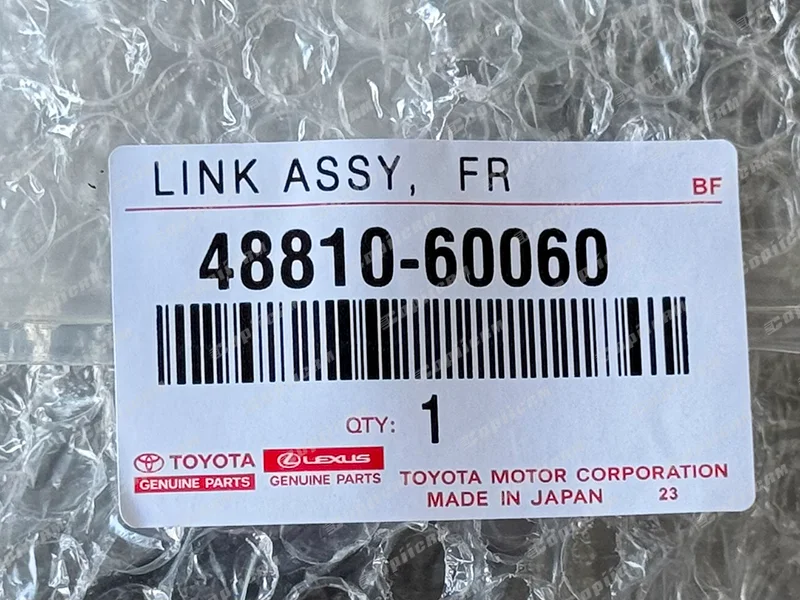 LINK ASSY, FR
BF
48810-60060
QTY: 1
TOYOTA
GENUINE PARTS
LEXUS
GENUINE PARTS
TOYOTA MOTOR CORPORATION
MADE IN JAPAN 23
Copiican